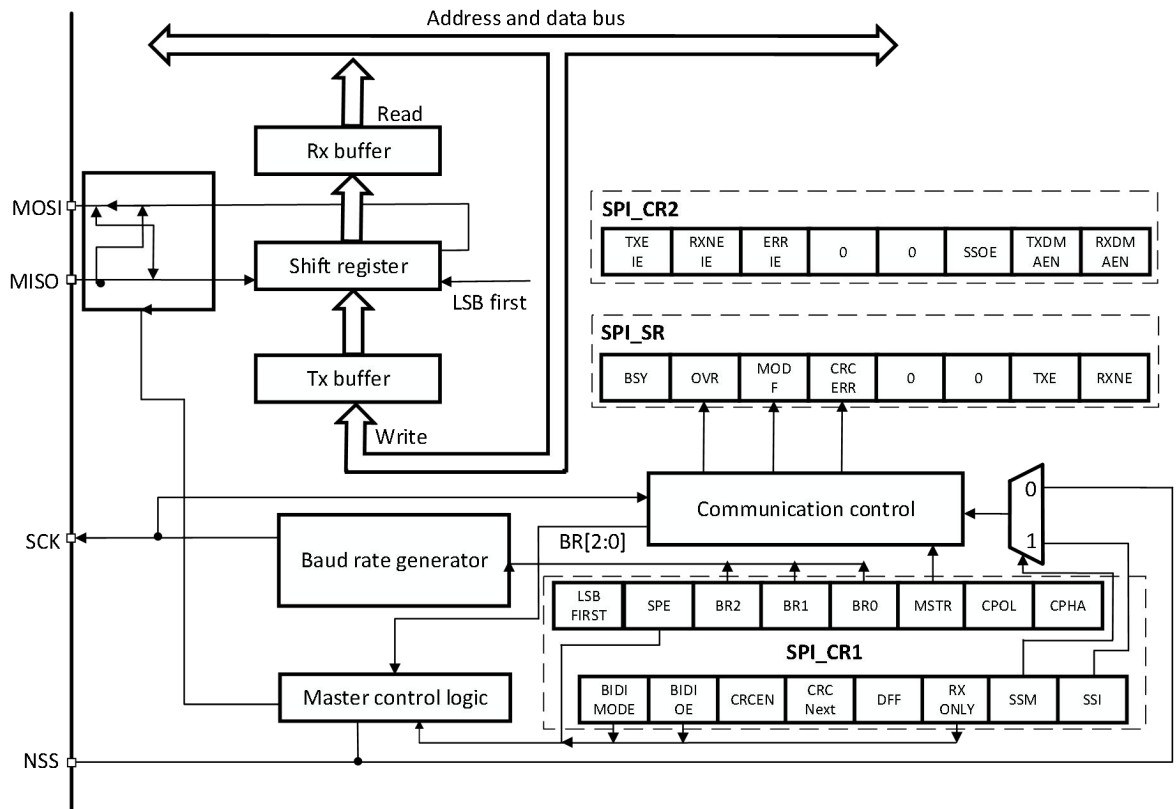 Address and data bus
Read
Rx buffer
MOSI
SPI_CR2
TXE
IE
RXNE
IE
ERR
IE
0
0
SSOE
TXDM
AEN
RXDM
AEN
Shift register
MISO
LSB first
SPI_SR
BSY
OVR
MOD
F
CRC
ERR
0
0
TXE
RXNE
Tx buffer
Write
Communication control
0
1
SCK
BR[2:0]
Baud rate generator
LSB
FIRST
SPE
BR2
BR1
BR0
MSTR
CPOL
CPHA
SPI_CR1
Master control logic
BIDI
MODE
BIDI
OE
CRCEN
CRC
Next
DFF
RX
ONLY
SSM
SSI
NSS